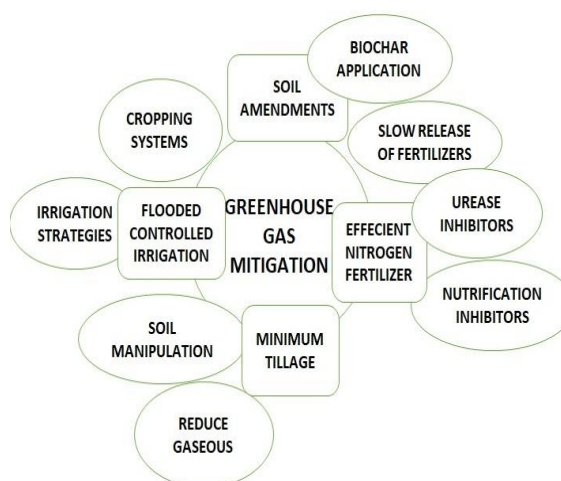 BIOCHAR
APPLICATION
SOIL
AMENDMENTS
CROPPING
SYSTEMS
SLOW RELEASE
OF FERTILIZERS
IRRIGATION
STRATEGIES
FLOODED
CONTROLLED
IRRIGATION
GREENHOUSE
GAS
MITIGATION
EFFECIENT
NITROGEN
FERTILIZER
UREASE
INHIBITORS
NUTRIFICATION
INHIBITORS
SOIL
MANIPULATION
MINIMUM
TILLAGE
REDUCE
GASEOUS